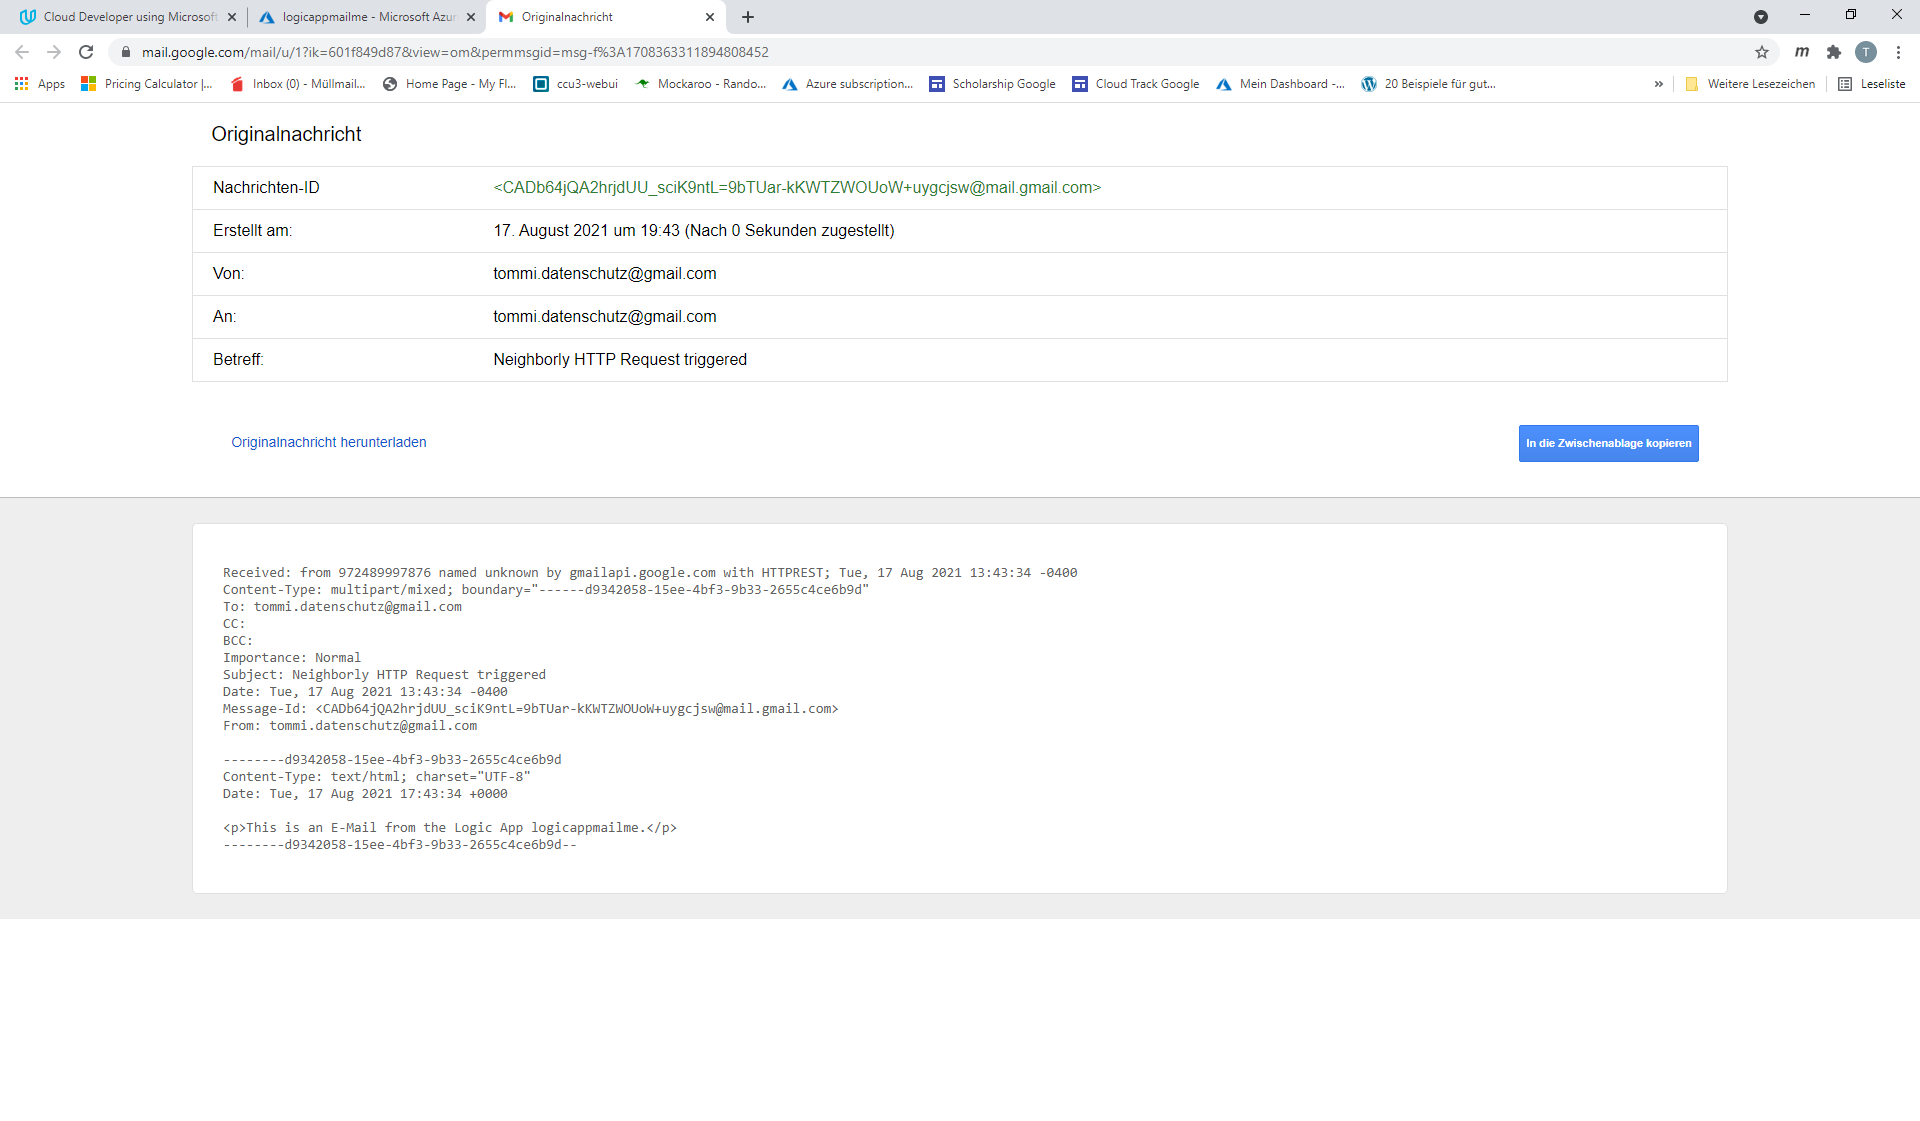 Cloud Developer using Microsoft
logicappmailme - Microsoft Azur
Originalnachricht
mail.google.com/mail/u/1?ik=601f849d87&view=om&permmsgid=msg-f%3A1708363311894808452
m
T
Apps
Pricing Calculator |...
Inbox (0) - Müllmail...
Home Page - My Fl...
ccu3-webui
Mockaroo - Rando...
Azure subscription...
Scholarship Google
Cloud Track Google
Mein Dashboard -...
20 Beispiele für gut...
»
Weitere Lesezeichen
Leseliste
Originalnachricht
Nachrichten-ID <CADb64jQA2hrjdUU_sciK9ntL=9bTUar-kKWTZWOUoW+uygcjsw@mail.gmail.com>
Erstellt am: 17. August 2021 um 19:43 (Nach 0 Sekunden zugestellt)
Von: tommi.datenschutz@gmail.com
An: tommi.datenschutz@gmail.com
Betreff: Neighborly HTTP Request triggered
Originalnachricht herunterladen
In die Zwischenablage kopieren
Received: from 972489997876 named unknown by gmailapi.google.com with HTTPREST; Tue, 17 Aug 2021 13:43:34 -0400
Content-Type: multipart/mixed; boundary="------d9342058-15ee-4bf3-9b33-2655c4ce6b9d"
To: tommi.datenschutz@gmail.com
CC:
BCC:
Importance: Normal
Subject: Neighborly HTTP Request triggered
Date: Tue, 17 Aug 2021 13:43:34 -0400
Message-Id: <CADb64jQA2hrjdUU_sciK9ntL=9bTUar-kKWTZWOUoW+uygcjsw@mail.gmail.com>
From: tommi.datenschutz@gmail.com
--------d9342058-15ee-4bf3-9b33-2655c4ce6b9d
Content-Type: text/html; charset="UTF-8"
Date: Tue, 17 Aug 2021 17:43:34 +0000
<p>This is an E-Mail from the Logic App logicappmailme.</p>
--------d9342058-15ee-4bf3-9b33-2655c4ce6b9d--